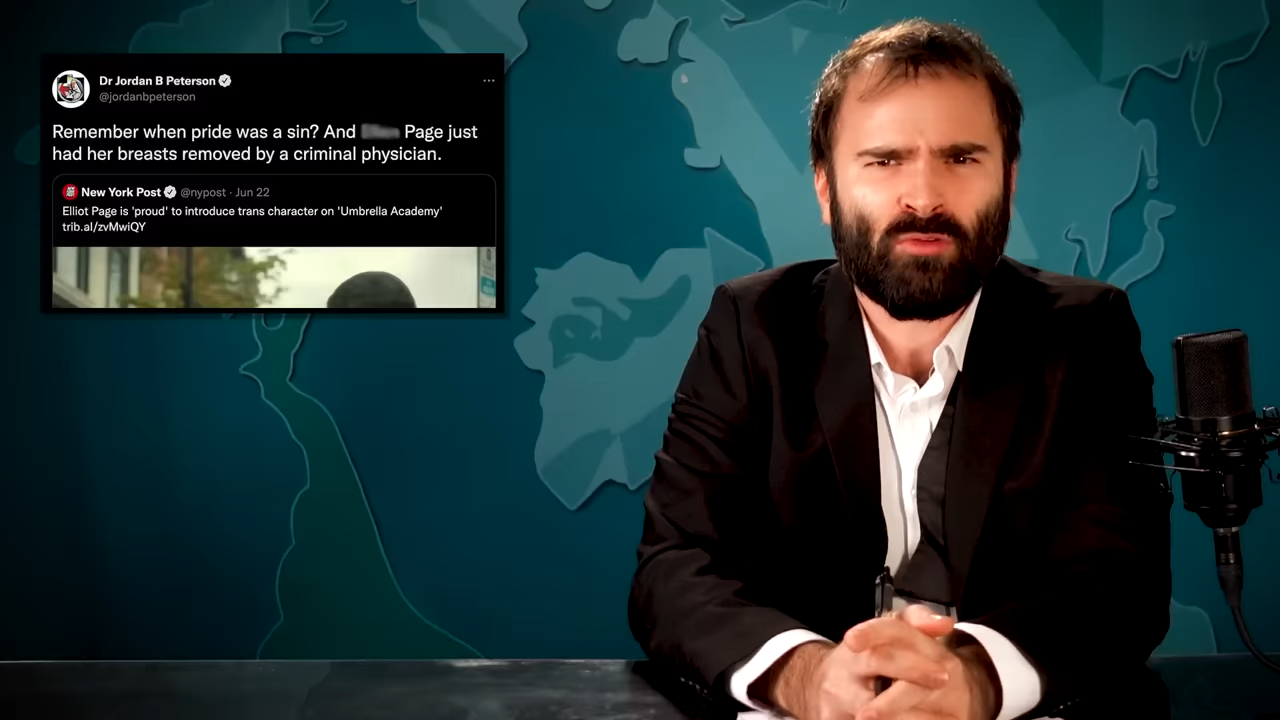 Dr Jordan B Peterson
@jordanbpeterson
Remember when pride was a sin? And Page just
had her breasts removed by a criminal physician.
New York Post @nypost · Jun 22
Elliot Page is 'proud' to introduce trans character on 'Umbrella Academy'
trib.al/zvMwiQY